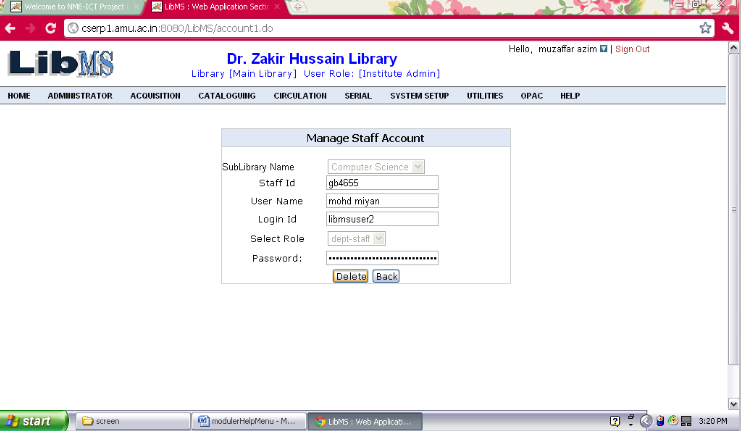 Welcome to NME-ICT Project
LibMS : Web Application Secti
cserp1.amu.ac.in:8080/LibMS/account1.do
LibMS
Dr. Zakir Hussain Library
Hello, muzaffar azim | Sign Out
Library [Main Library] User Role: [Institute Admin]
HOME ADMINISTRATOR ACQUISITION CATALOGUING CIRCULATION SERIAL SYSTEM SETUP UTILITIES OPAC HELP
Manage Staff Account
SubLibrary Name Computer Science
Staff Id gb4655
User Name mohd miyan
Login Id libmsuser2
Select Role dept-staff
Password:
Delete Back
start screen modulerHelpMenu - M... LibMS : Web Applicati... 3:20 PM